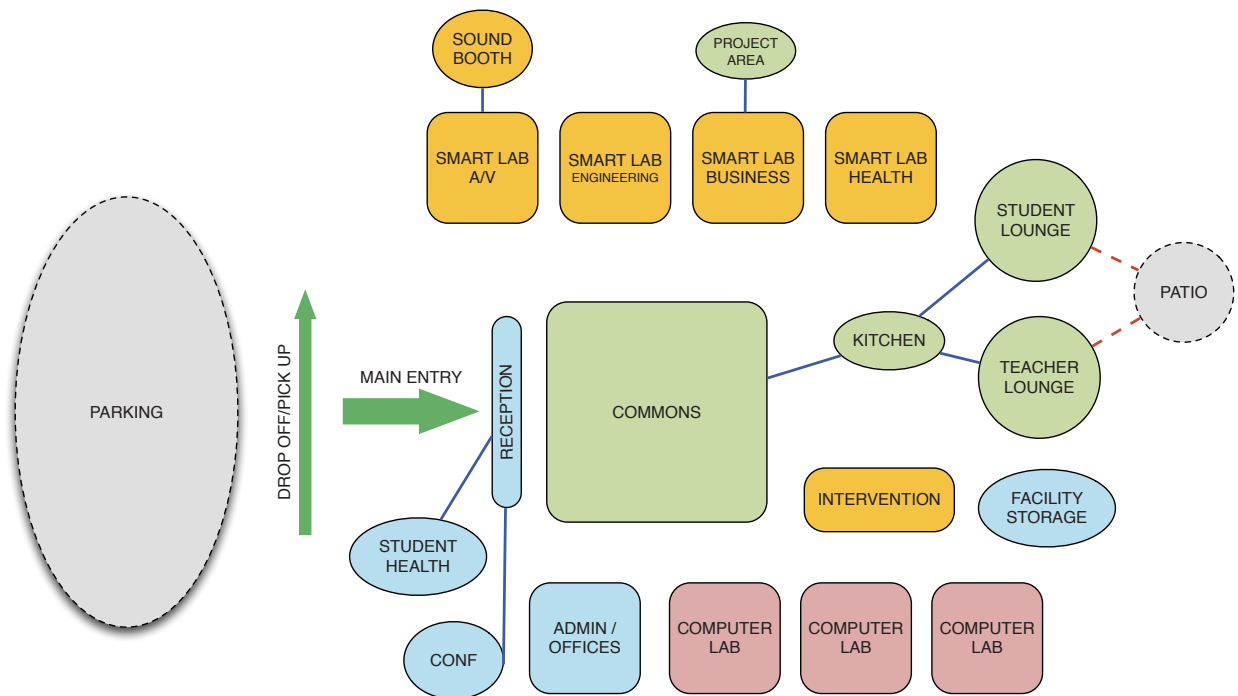 SOUND
BOOTH
PROJECT
AREA
SMART LAB
A/V
SMART LAB
ENGINEERING
SMART LAB
BUSINESS
SMART LAB
HEALTH
STUDENT
LOUNGE
PATIO
KITCHEN
TEACHER
LOUNGE
PARKING
DROP OFF/PICK UP
MAIN ENTRY
RECEPTION
COMMONS
INTERVENTION
FACILITY
STORAGE
STUDENT
HEALTH
CONF
ADMIN /
OFFICES
COMPUTER
LAB
COMPUTER
LAB
COMPUTER
LAB